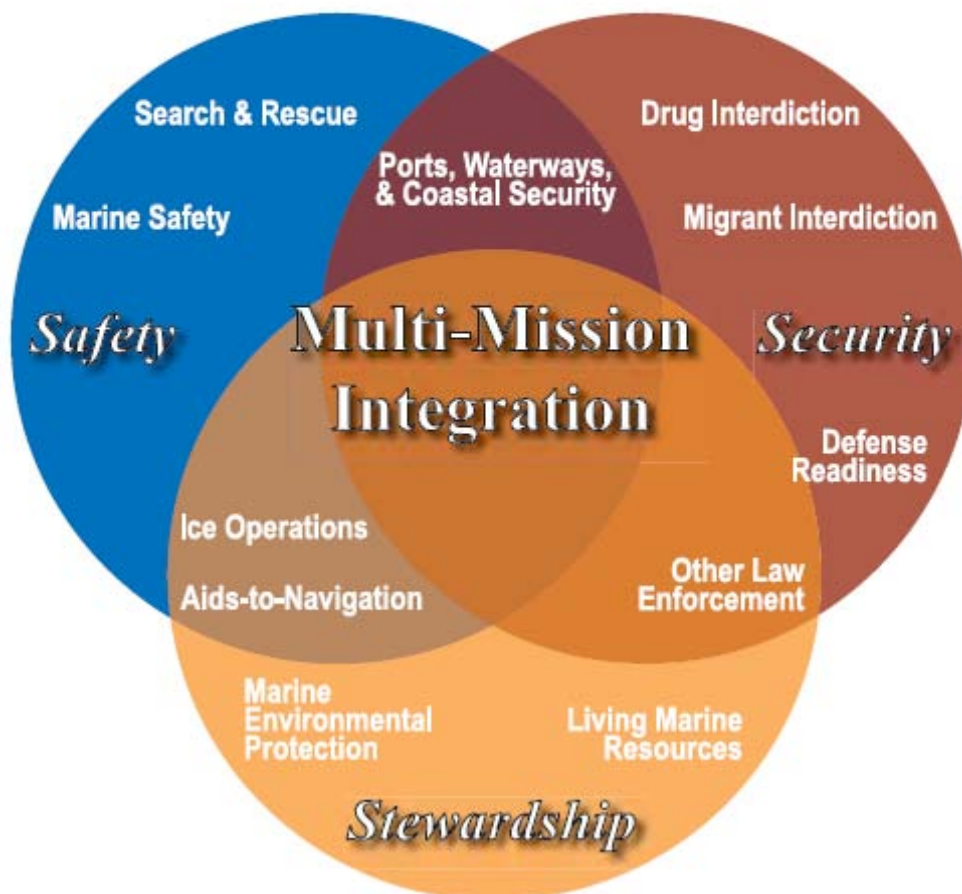 Search & Rescue
Drug Interdiction
Ports, Waterways,
& Coastal Security
Marine Safety
Migrant Interdiction
Safety
Multi-Mission
Integration
Security
Defense
Readiness
Ice Operations
Aids-to-Navigation
Other Law
Enforcement
Marine
Environmental
Protection
Living Marine
Resources
Stewardship